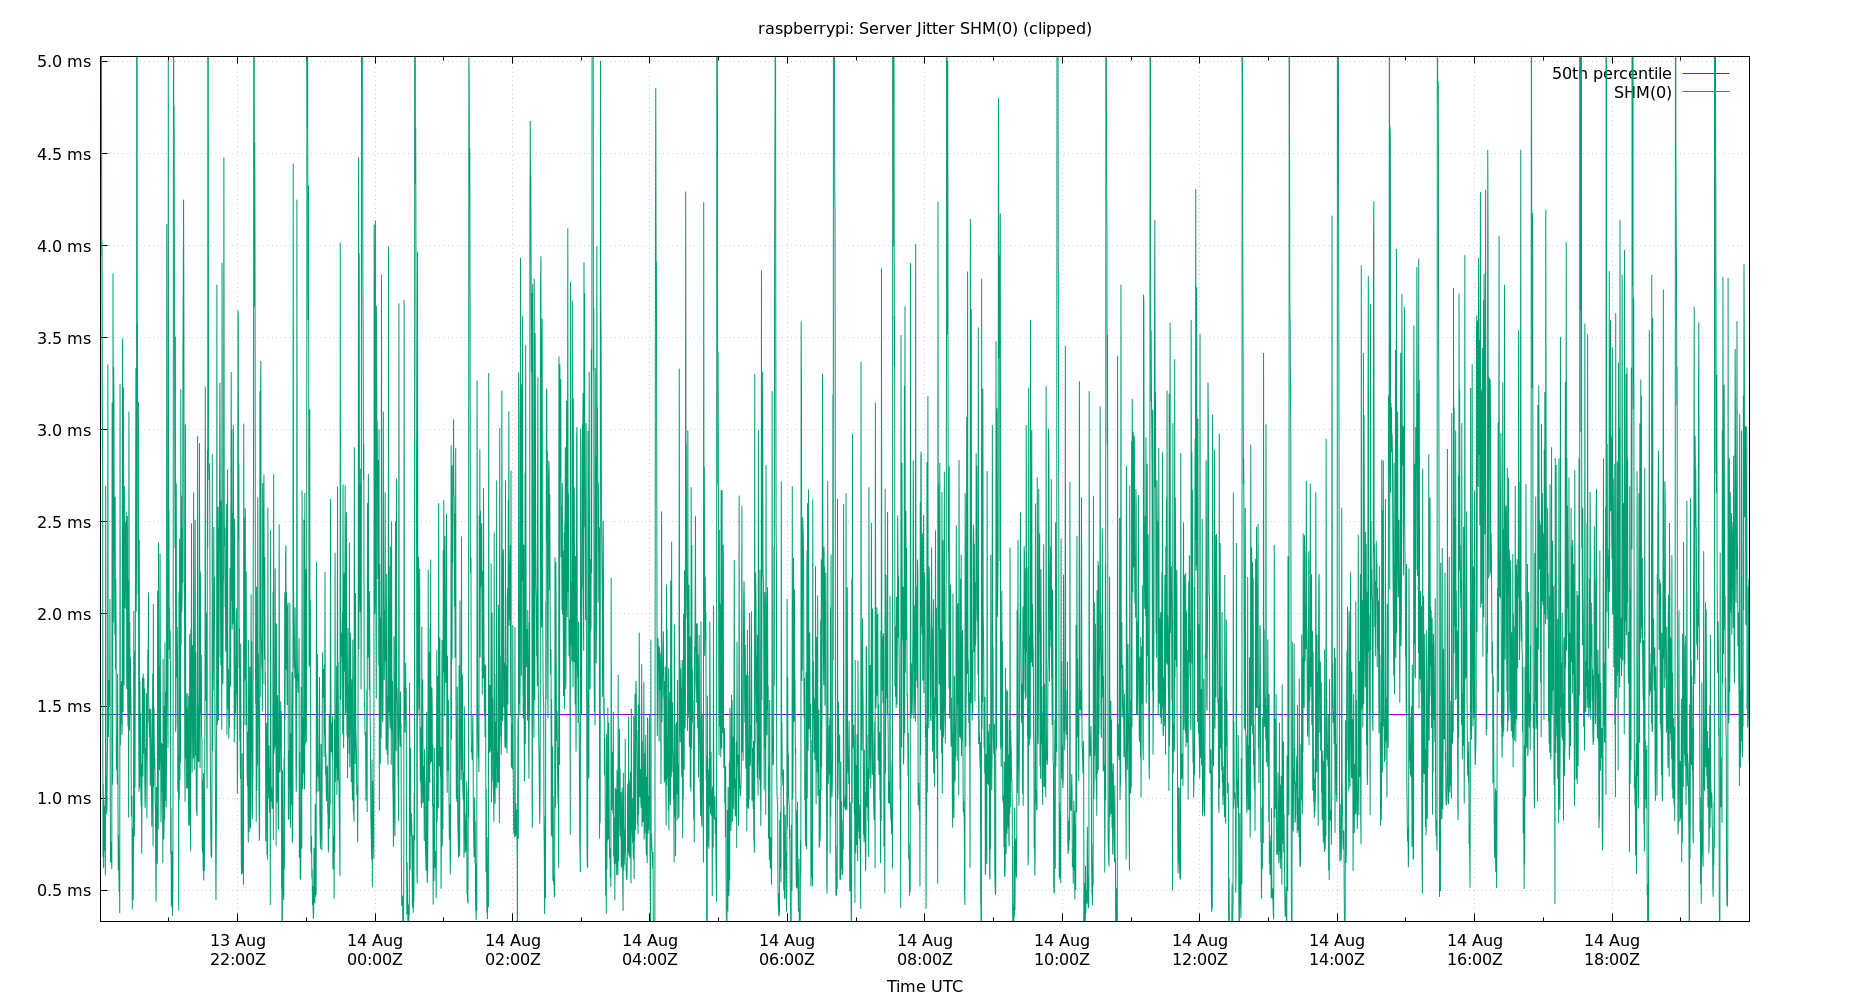 raspberrypi: Server Jitter SHM(0) (clipped)
5.0 ms
50th percentile
SHM(0)
4.5 ms
4.0 ms
3.5 ms
3.0 ms
2.5 ms
2.0 ms
1.5 ms
1.0 ms
0.5 ms
13 Aug 14 Aug 14 Aug 14 Aug 14 Aug 14 Aug 14 Aug 14 Aug 14 Aug 14 Aug 14 Aug
22:00Z 00:00Z 02:00Z 04:00Z 06:00Z 08:00Z 10:00Z 12:00Z 14:00Z 16:00Z 18:00Z
Time UTC